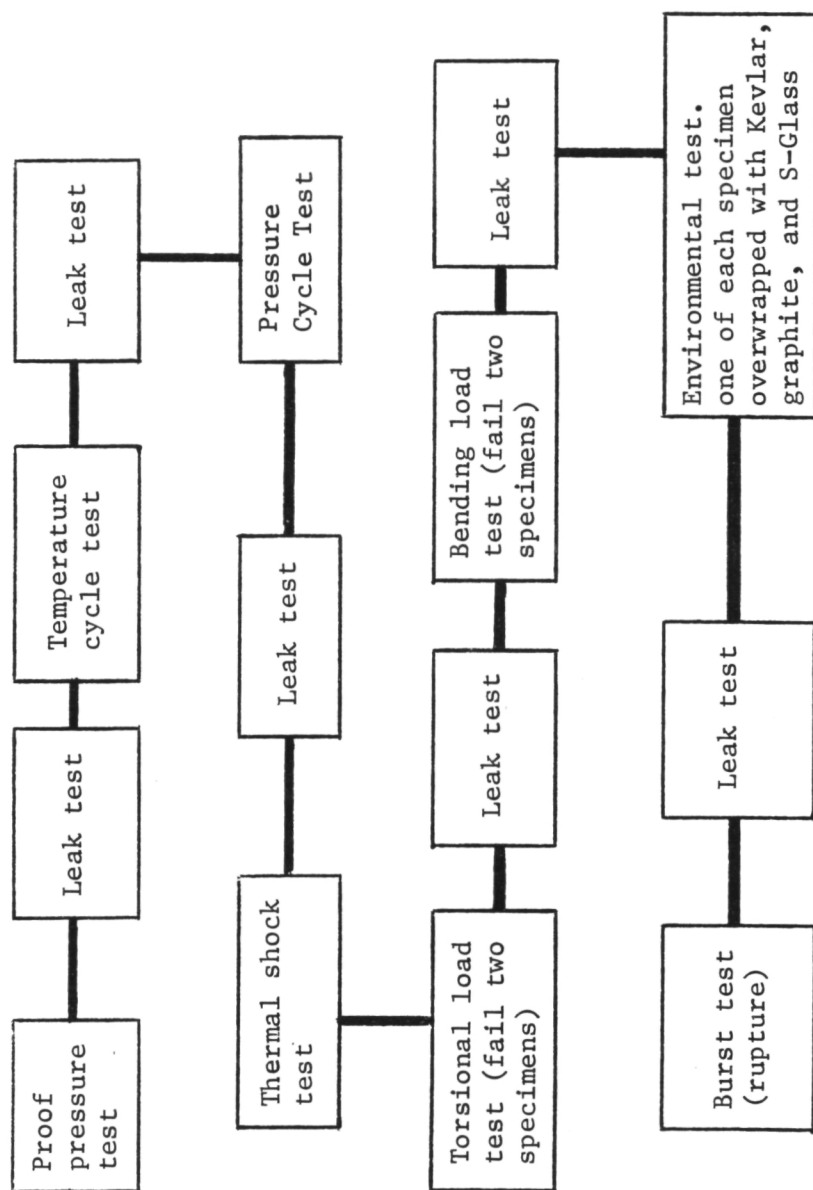 Proof
pressure
test
Leak test
Temperature
cycle test
Leak test
Pressure
Cycle Test
Leak test
Thermal shock
test
Torsional load
test (fail two
specimens)
Leak test
Bending load
test (fail two
specimens)
Leak test
Environmental test.
one of each specimen
overwrapped with Kevlar,
graphite, and S-Glass
Leak test
Burst test
(rupture)